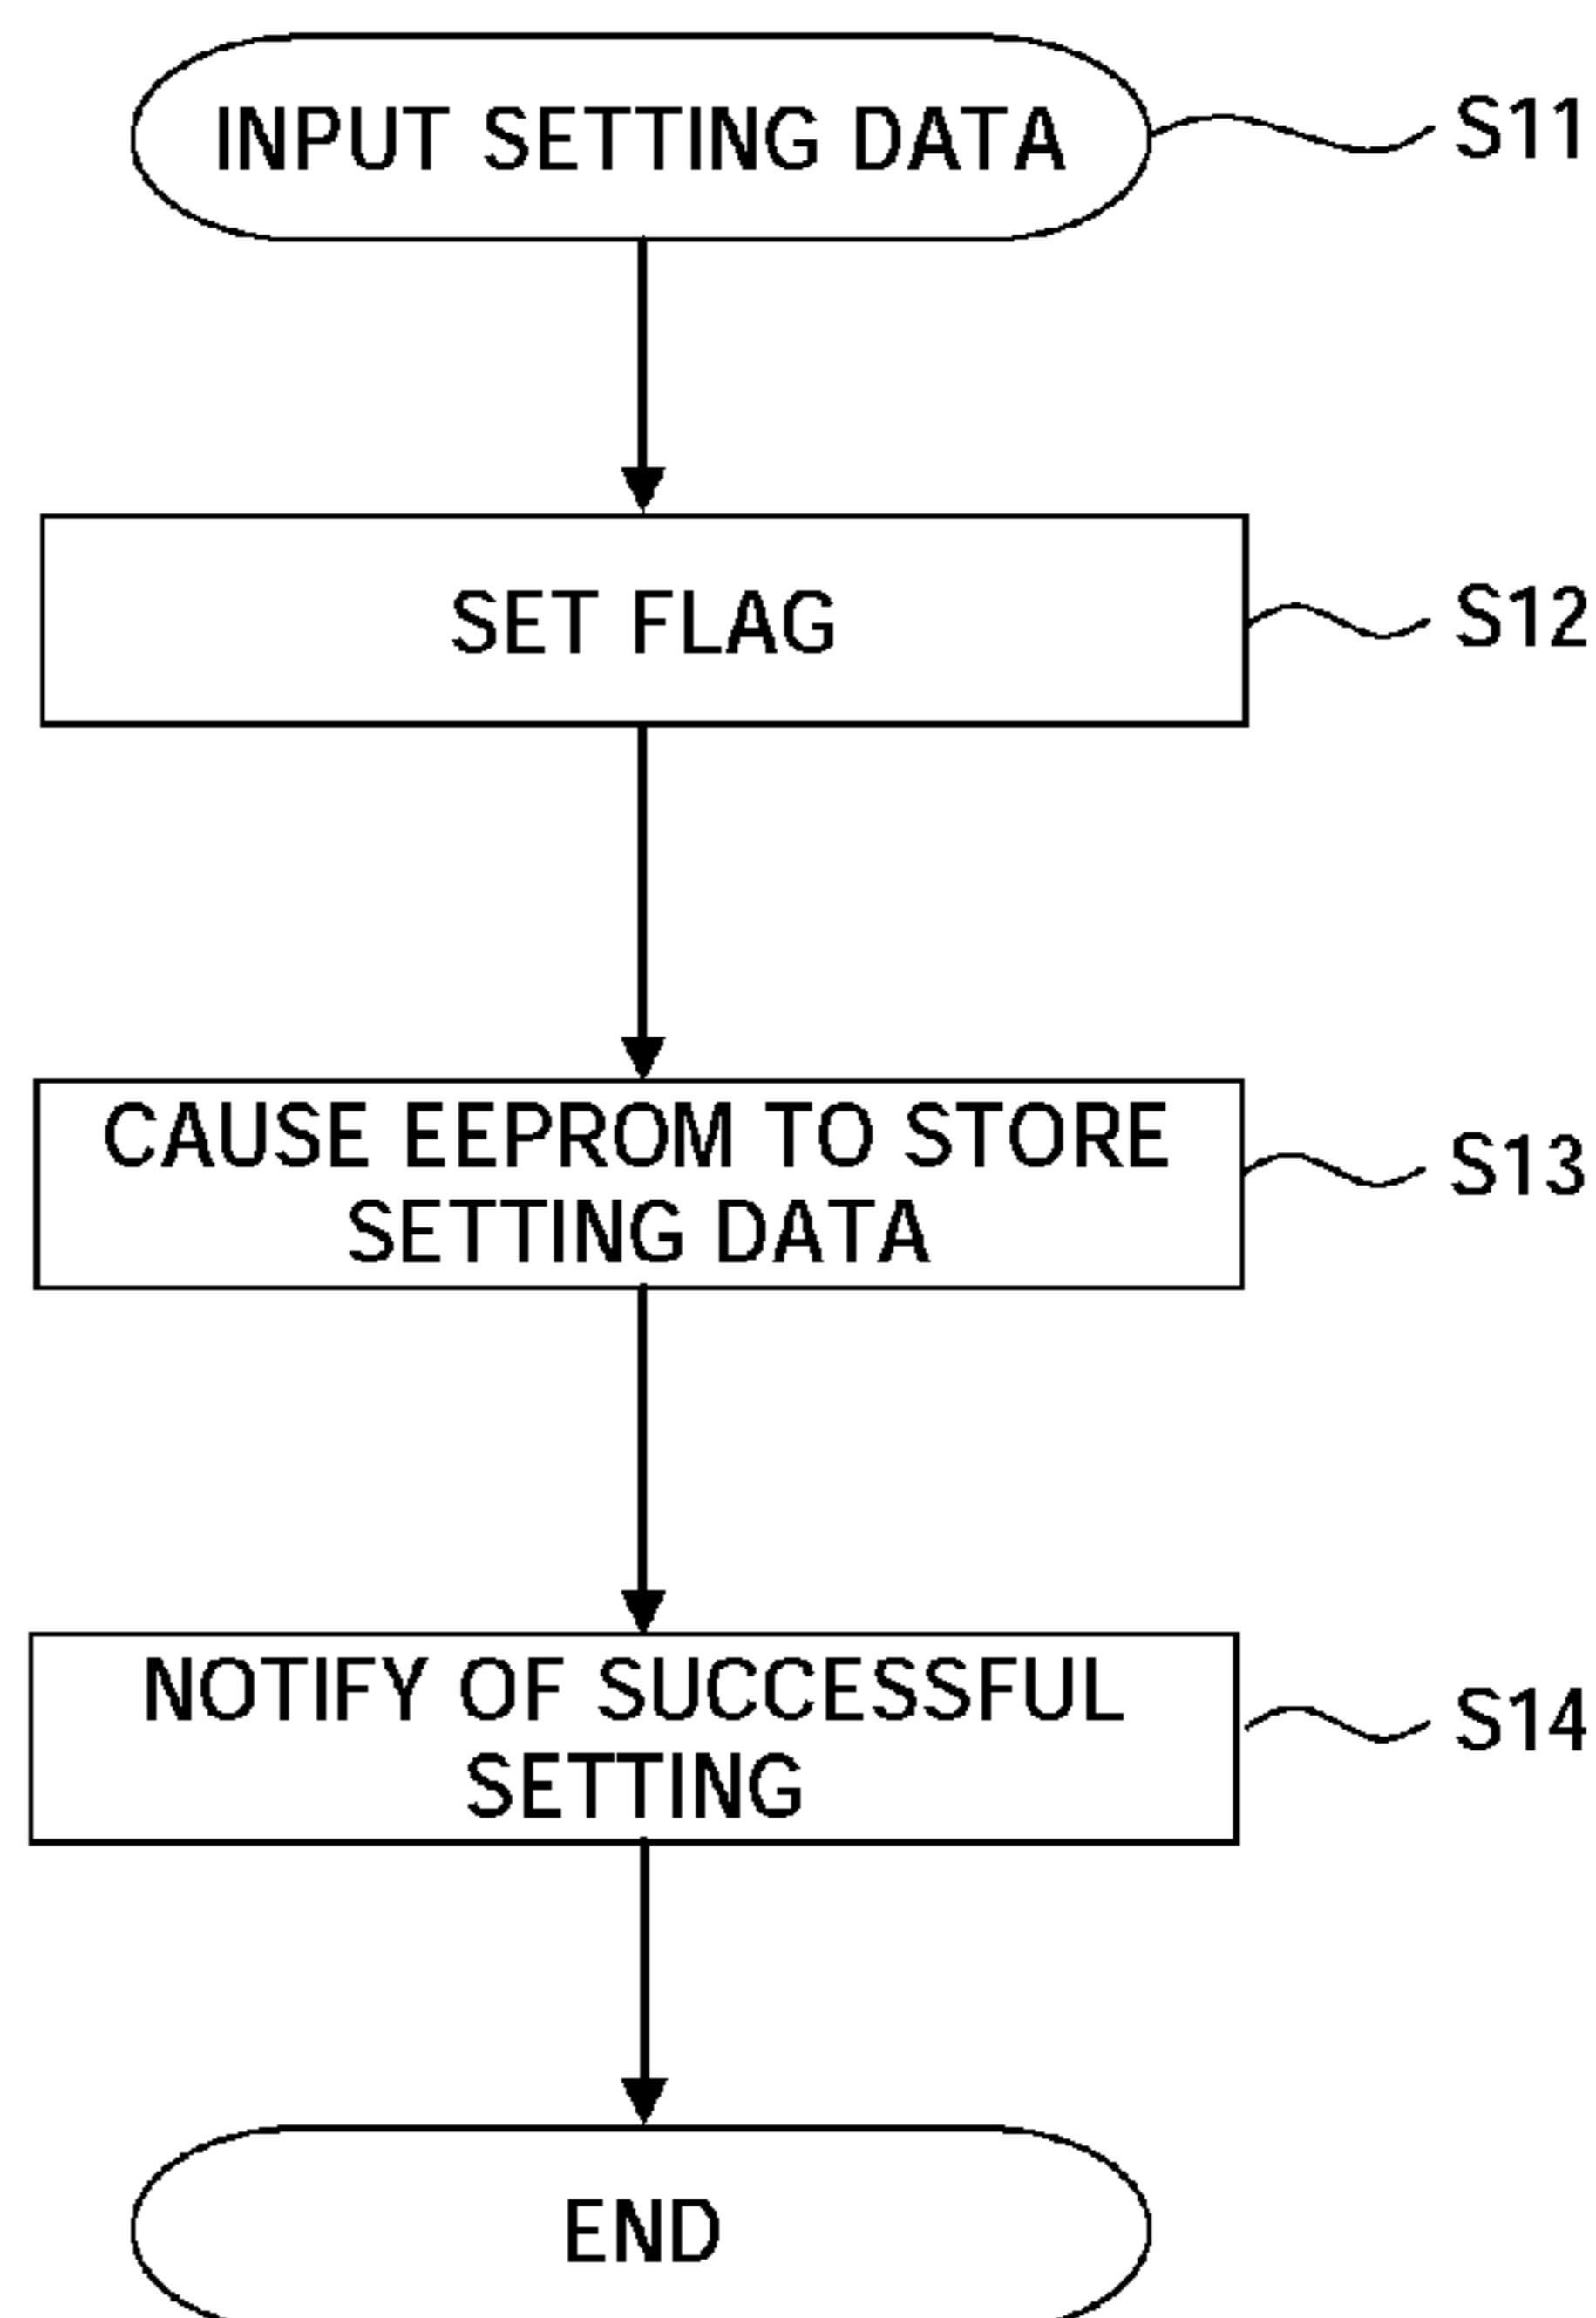 INPUT SETTING DATA
S11
SET FLAG
S12
CAUSE EEPROM TO STORE
SETTING DATA
S13
NOTIFY OF SUCCESSFUL
SETTING
S14
END